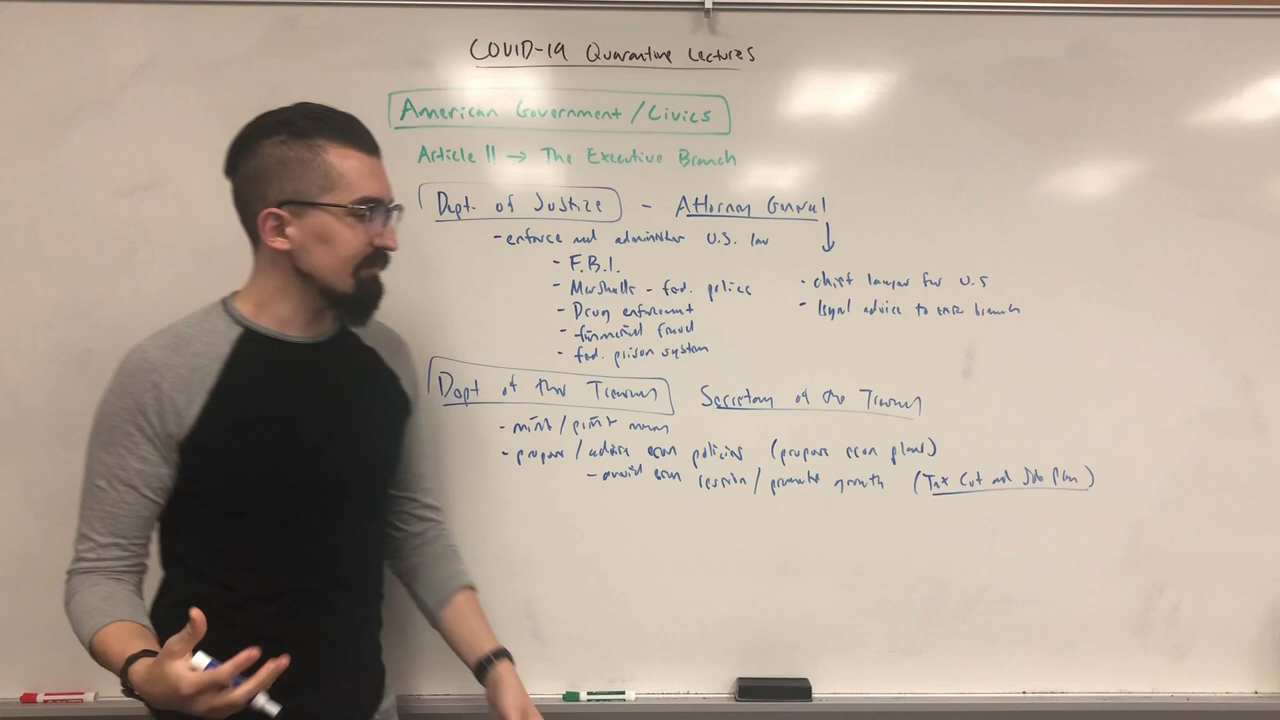 COVID-19 Quarantine Lectures
American Government/Civics
Article II → The Executive Branch
Dept. of Justice - Attorney General
- enforce and administer U.S. law
- F.B.I.
- Marshalls - fed. police
- Drug enforcement
- financial fraud
- fed. prison system
- chief lawyer for U.S
- legal advice to branch
Dept of the Treasury Secretary of the Treasury
- mint/print money
- prepare/advise econ policies (prepare econ plans)
- avoid econ recession/promote growth (Tax Cut and Job Plan)